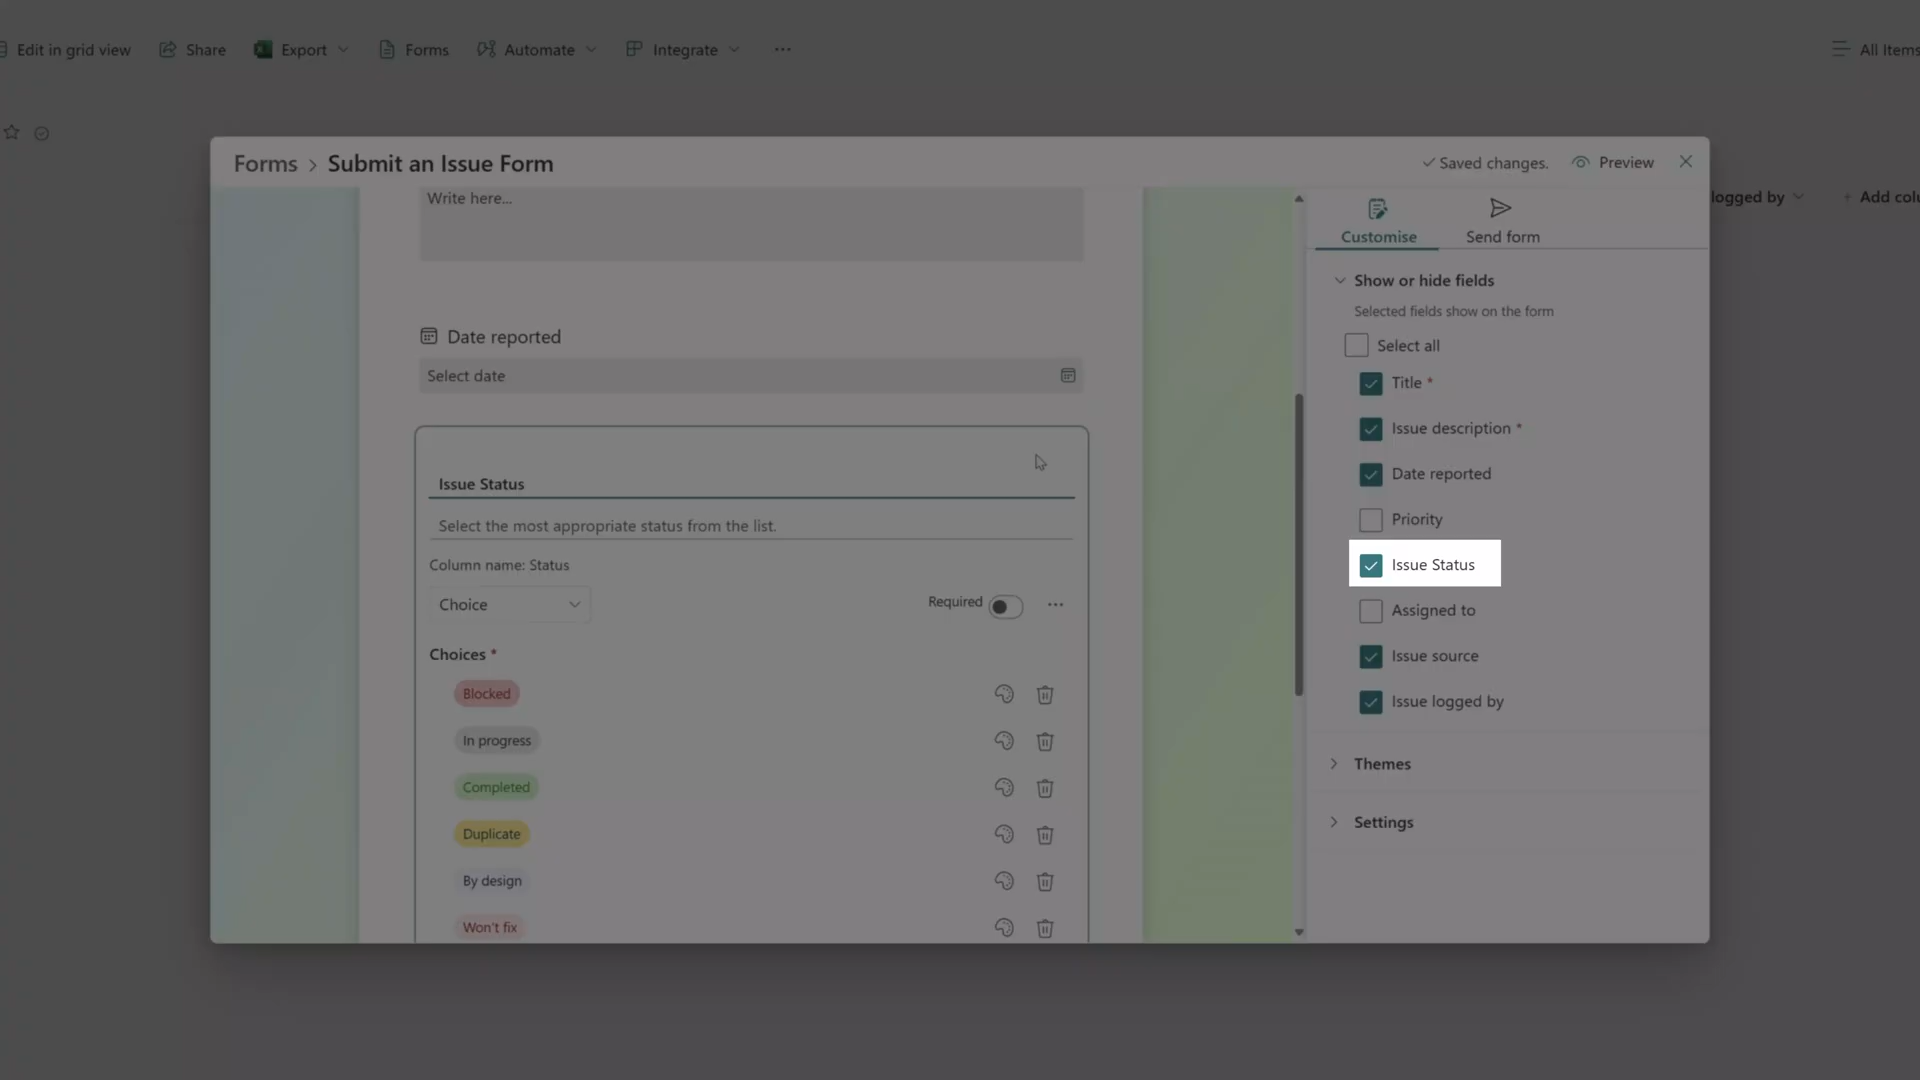 Edit in grid view Share Export Forms Automate Integrate ... All Items
Forms > Submit an Issue Form
✓ Saved changes. Preview
logged by
+ Add colu
Write here...
Date reported
Select date
Issue Status
Select the most appropriate status from the list.
Column name: Status
Choice
Required
...
Choices *
Blocked
In progress
Completed
Duplicate
By design
Won't fix
Customise
Send form
Show or hide fields
Selected fields show on the form
Select all
Title *
Issue description *
Date reported
Priority
Issue Status
Assigned to
Issue source
Issue logged by
Themes
Settings